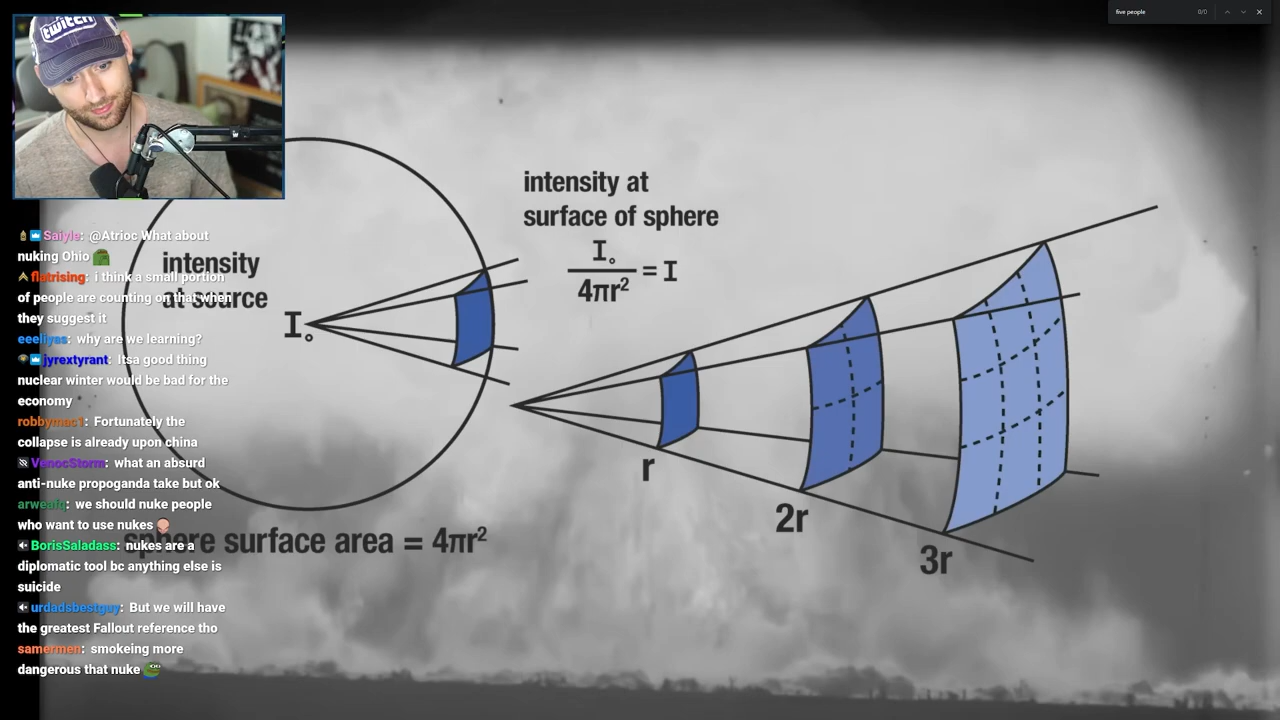 twitch
five people
0/0
Saiyle: @Atrioc What about
nuking Ohio
flutrising: i think a small portion
of people are counting on that when
they suggest it
eeeliyas: why are we learning?
jyrextyrant: Itsa good thing
nuclear winter would be bad for the
economy
robbymac1: Fortunately the
collapse is already upon china
VenocStorm: what an absurd
anti-nuke propoganda take but ok
we should nuke people
who want to use nukes
BorisSaladass: nukes are a
diplomatic tool bc anything else is
suicide
urdadsbestguy: But we will have
the greatest Fallout reference tho
samermen: smokeing more
dangerous that nuke
intensity
at source
I₀
intensity at
surface of sphere
I₀
4πr² = I
sphere surface area = 4πr²
r
2r
3r